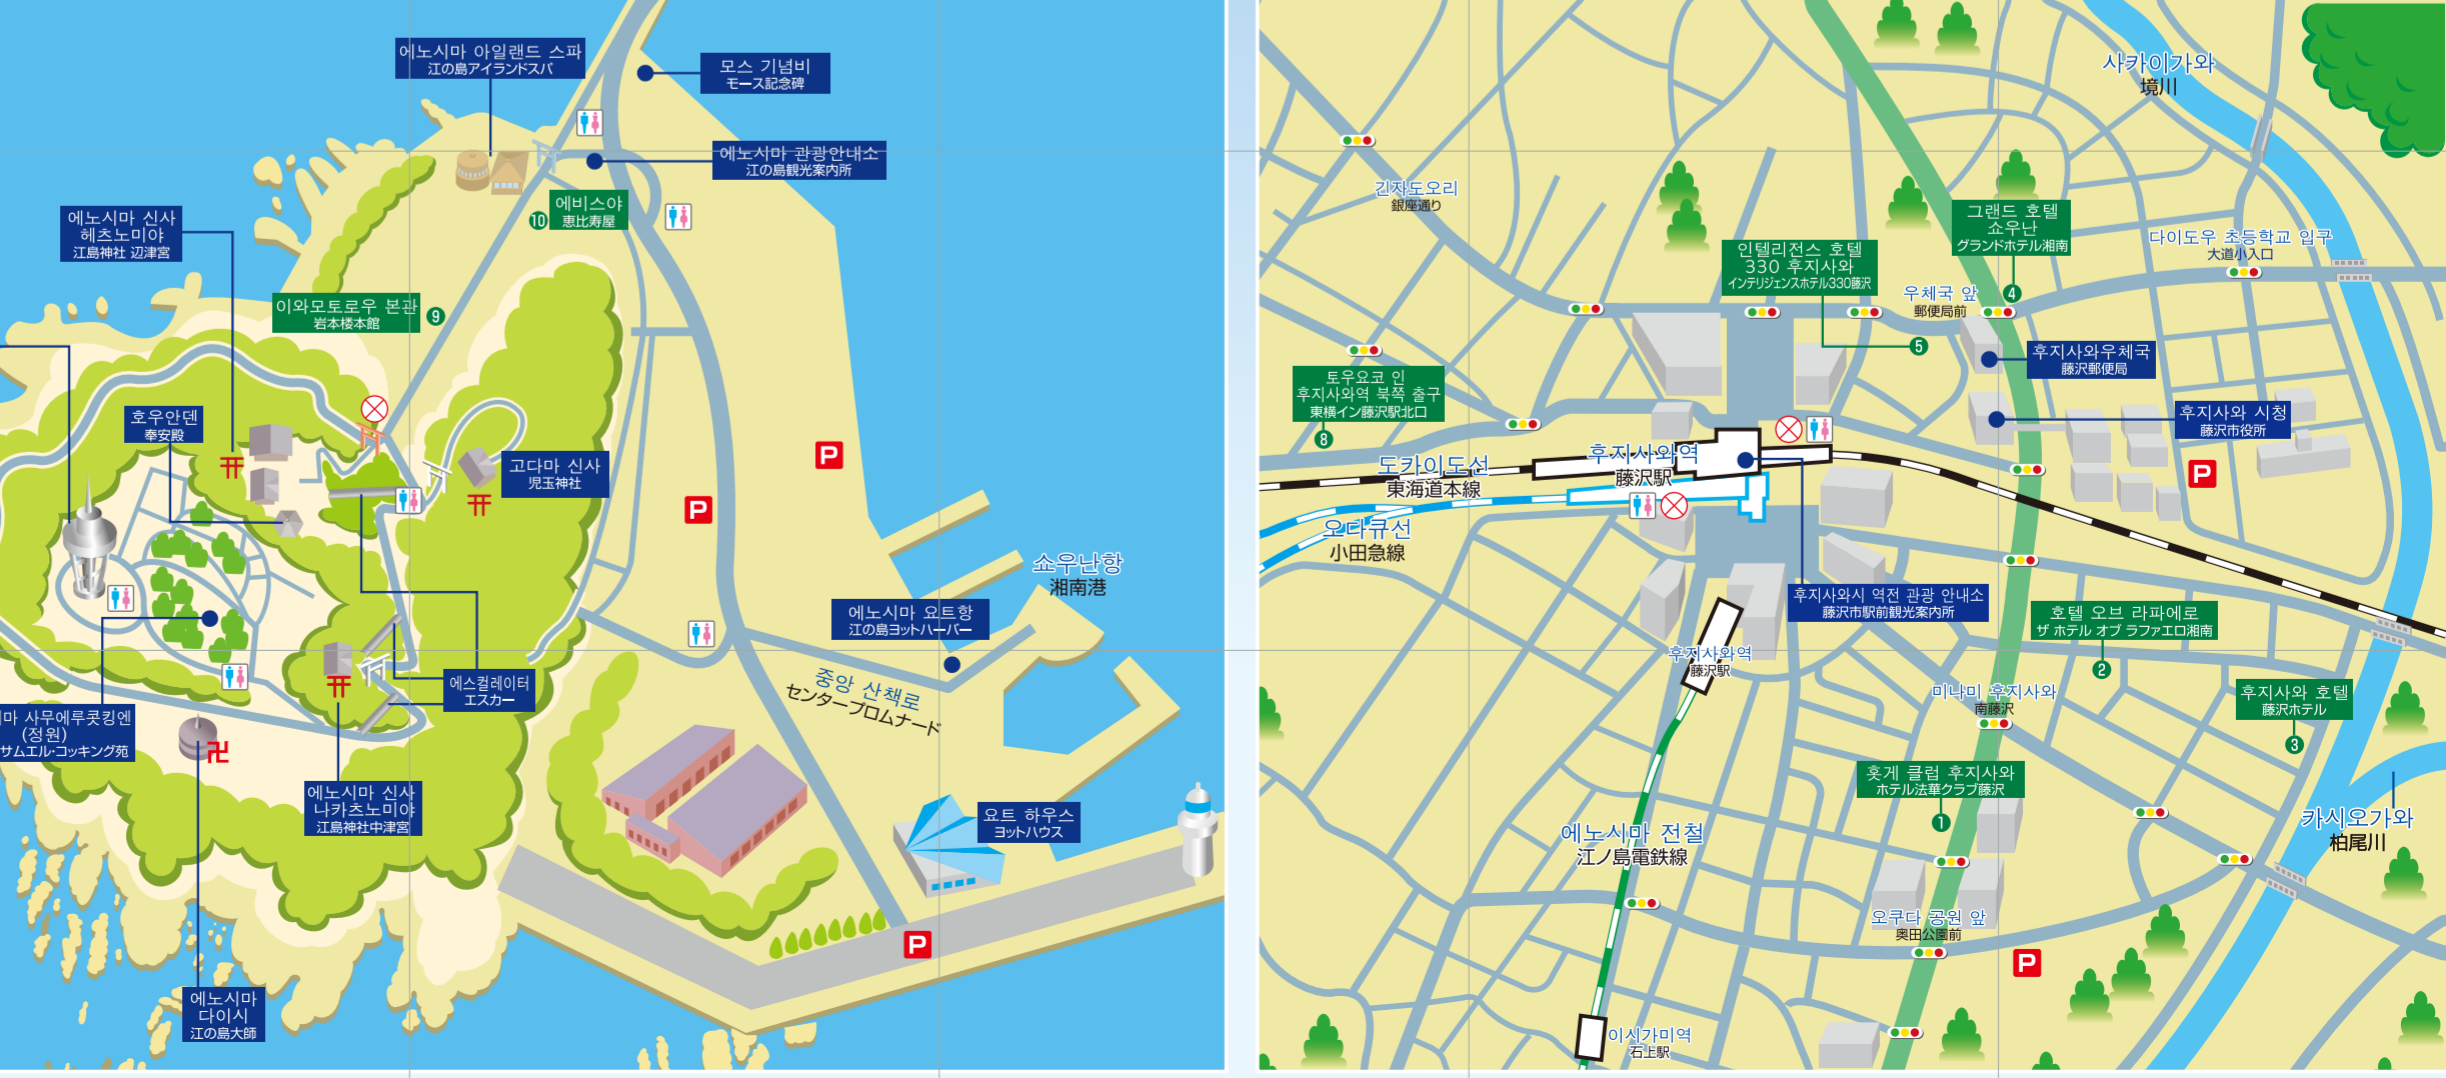 에노시마 아일랜드 스파
江の島アイランドスパ
모스 기념비
モース記念碑
에노시마 관광안내소
江の島観光案内所
10
에비스야
恵比寿屋
에노시마 신사
헤츠노미야
江島神社 辺津宮
이와모토로우 본관
岩本楼本館
9
호우안덴
奉安殿
고다마 신사
児玉神社
P
P
쇼우난항
湘南港
에노시마 요트항
江の島ヨットハーバー
중앙 산책로
センタープロムナード
에스컬레이터
エスカー
마 사무에루콧킹엔
(정원)
サムエル・コッキング苑
에노시마 신사
나카츠노미야
江島神社中津宮
요트 하우스
ヨットハウス
P
에노시마
다이시
江の島大師
사카이가와
境川
긴자도오리
銀座通り
그랜드 호텔
쇼우난
グランドホテル湘南
4
다이도우 초등학교 입구
大道小入口
인텔리전스 호텔
330 후지사와
インテリジェンスホテル330藤沢
5
우체국 앞
郵便局前
후지사와우체국
藤沢郵便局
토우요코 인
후지사와역 북쪽 출구
東横イン藤沢駅北口
8
후지사와 시청
藤沢市役所
P
도카이도선
東海道本線
후지사와역
藤沢駅
오다큐선
小田急線
후지사와시 역전 관광 안내소
藤沢市駅前観光案内所
호텔 오브 라파에로
ザ ホテル オブ ラファエロ湘南
2
후지사와역
藤沢駅
미나미 후지사와
南藤沢
후지사와 호텔
藤沢ホテル
3
홋게 클럽 후지사와
ホテル法華クラブ藤沢
1
에노시마 전철
江ノ島電鉄線
카시오가와
柏尾川
오쿠다 공원 앞
奥田公園前
P
이시가미역
石上駅